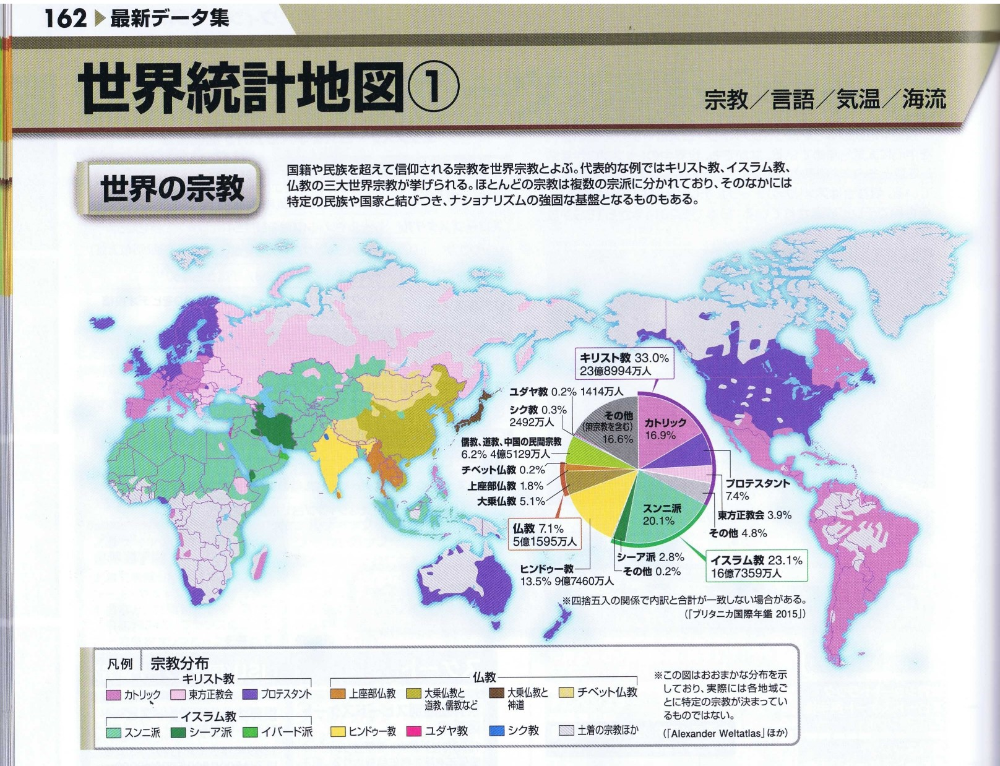 162 ▶ 最新データ集
世界統計地図①
宗教／言語／気温／海流
世界の宗教
国籍や民族を超えて信仰される宗教を世界宗教とよぶ。代表的な例ではキリスト教、イスラム教、
仏教の三大世界宗教が挙げられる。ほとんどの宗教は複数の宗派に分かれており、そのなかには
特定の民族や国家と結びつき、ナショナリズムの強固な基盤となるものもある。
キリスト教 33.0%
23億8994万人
ユダヤ教 0.2% 1414万人
シク教 0.3%
2492万人
その他
(無宗教を含む)
16.6%
カトリック
16.9%
儒教、道教、中国の民間宗教
6.2% 4億5129万人
チベット仏教 0.2%
上座部仏教 1.8%
大乗仏教 5.1%
プロテスタント
7.4%
東方正教会 3.9%
その他 4.8%
スンニ派
20.1%
仏教 7.1%
5億1595万人
シーア派 2.8%
その他 0.2%
イスラム教 23.1%
16億7359万人
ヒンドゥー教
13.5% 9億7460万人
※四捨五入の関係で内訳と合計が一致しない場合がある。
(「ブリタニカ国際年鑑 2015」)
凡例 宗教分布
キリスト教
カトリック 東方正教会 プロテスタント
イスラム教
スンニ派 シーア派 イバード派
仏教
上座部仏教 大乗仏教と 大乗仏教と チベット仏教
道教、儒教など 神道
ヒンドゥー教 ユダヤ教 シク教 土着の宗教ほか
※この図はおおまかな分布を示
しており、実際には各地域ご
とに特定の宗教が決まってい
るものではない。
(「Alexander Weltatlas」ほか)